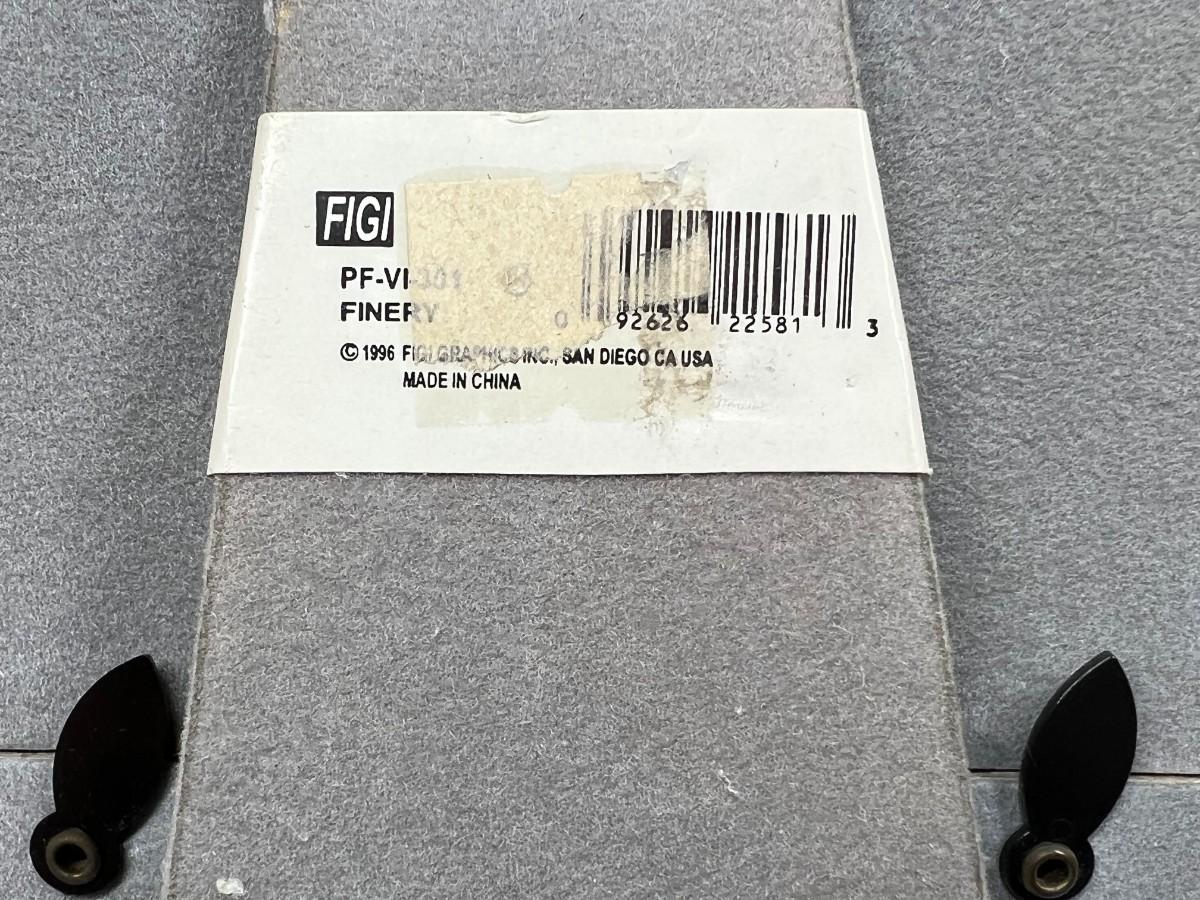 FIGI
PF-VI-301
FINERY
0 92626 22581 3
© 1996 FIGI GRAPHICS INC., SAN DIEGO CA USA
MADE IN CHINA